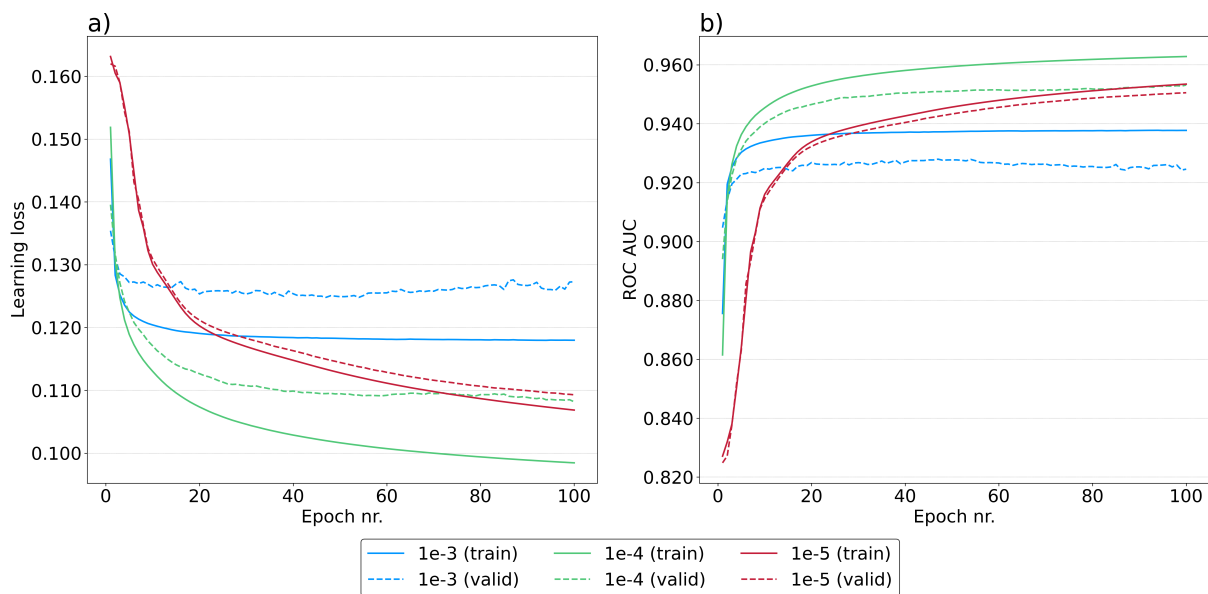 a)
0.160
0.150
0.140
0.130
0.120
0.110
0.100
Learning loss
0 20 40 60 80 100
Epoch nr.
b)
0.960
0.940
0.920
0.900
0.880
0.860
0.840
0.820
ROC AUC
0 20 40 60 80 100
Epoch nr.
1e-3 (train) 1e-4 (train) 1e-5 (train)
1e-3 (valid) 1e-4 (valid) 1e-5 (valid)